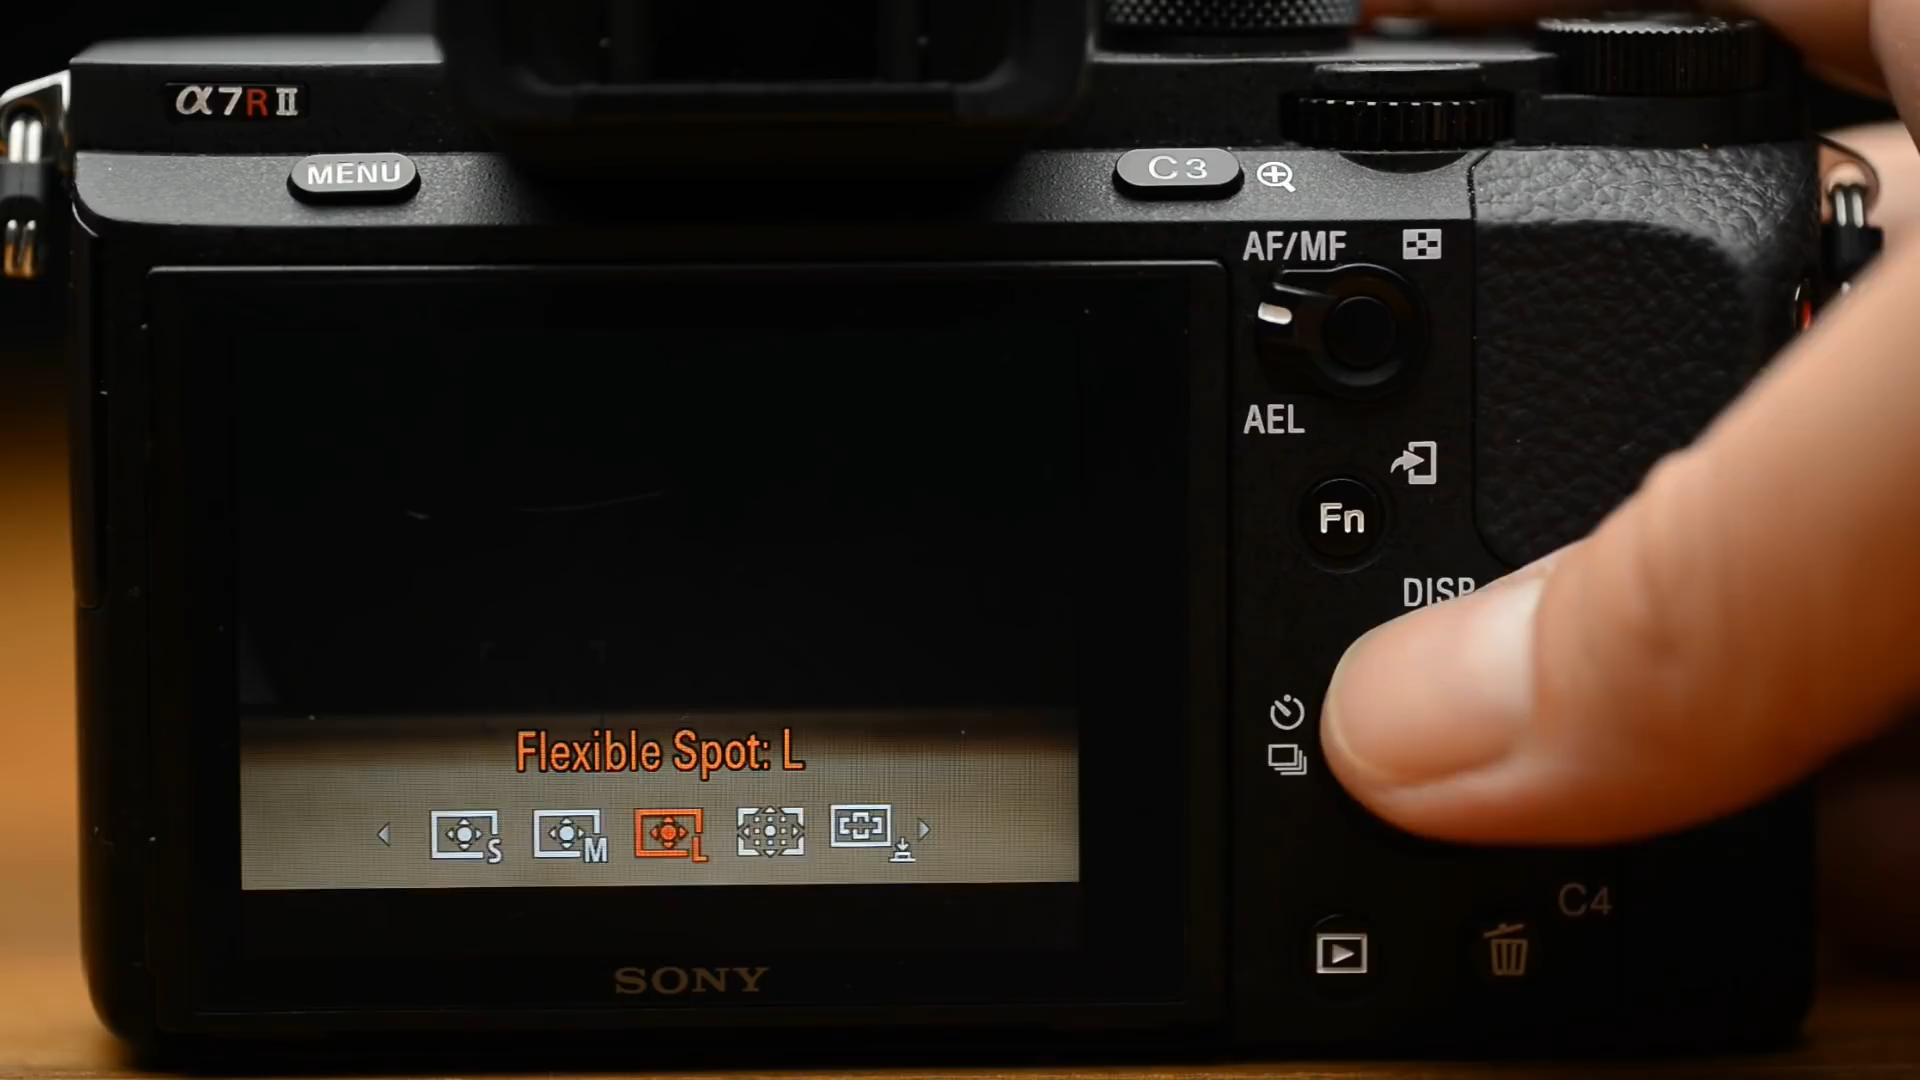 α7RII
MENU
C3
AF/MF
AEL
Fn
DISP
Flexible Spot: L
S M L
C4
SONY